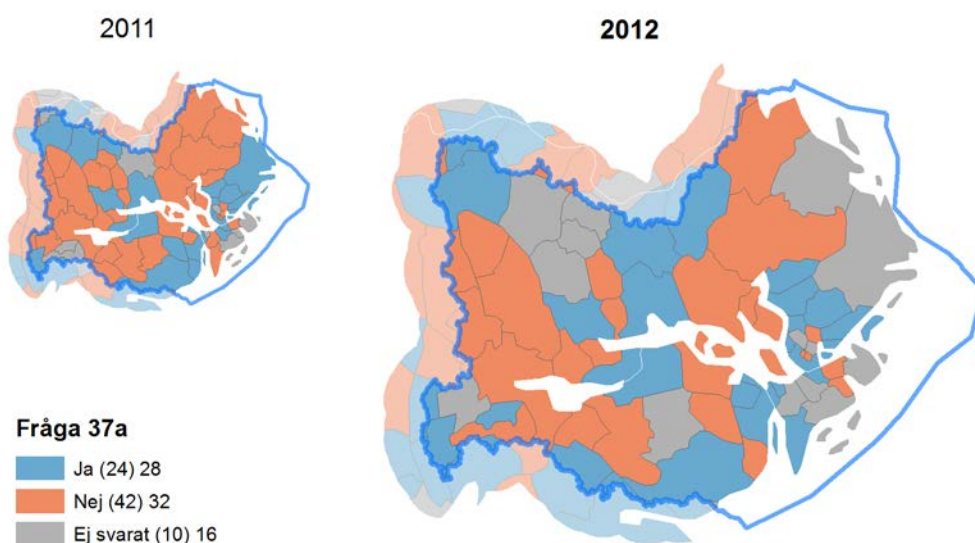 2011
2012
Fråga 37a
Ja (24) 28
Nej (42) 32
Ej svarat (10) 16